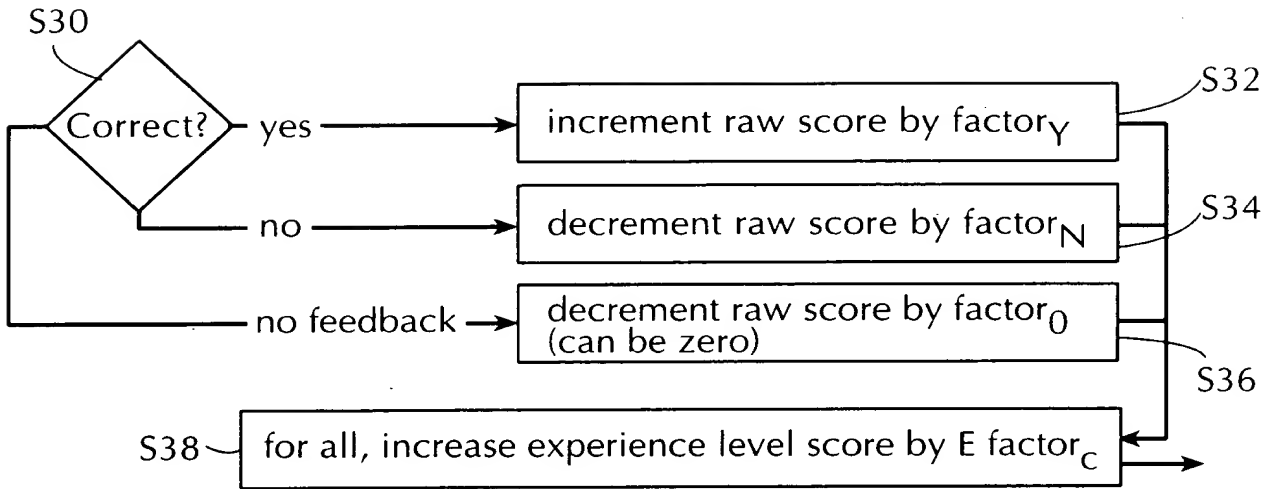 S30
Correct?
yes
increment raw score by factorY
S32
no
decrement raw score by factorN
S34
no feedback
decrement raw score by factor0
(can be zero)
S36
S38
for all, increase experience level score by E factorc